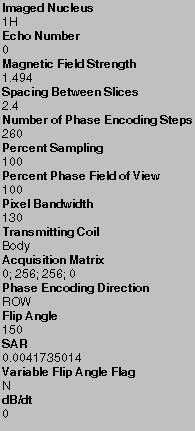 Imaged Nucleus
1H
Echo Number
0
Magnetic Field Strength
1.494
Spacing Between Slices
2.4
Number of Phase Encoding Steps
260
Percent Sampling
100
Percent Phase Field of View
100
Pixel Bandwidth
130
Transmitting Coil
Body
Acquisition Matrix
0; 256; 256; 0
Phase Encoding Direction
ROW
Flip Angle
150
SAR
0.0041735014
Variable Flip Angle Flag
N
dB/dt
0